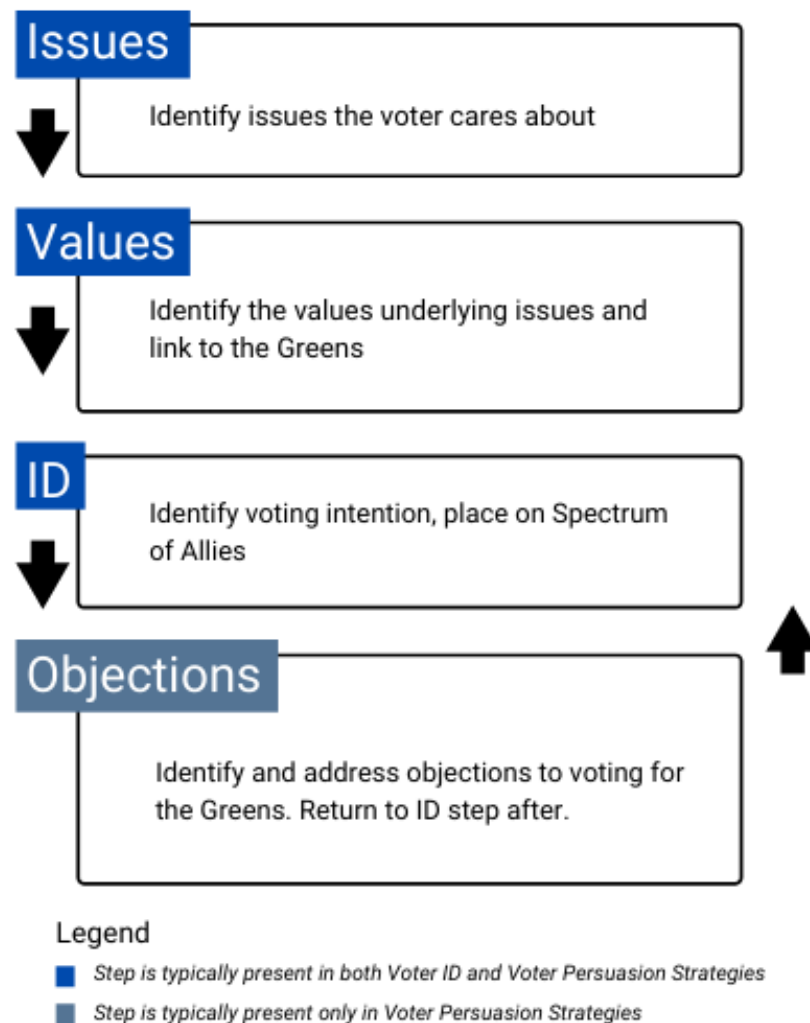 Issues
Identify issues the voter cares about
Values
Identify the values underlying issues and
link to the Greens
ID
Identify voting intention, place on Spectrum
of Allies
Objections
Identify and address objections to voting for
the Greens. Return to ID step after.
Legend
Step is typically present in both Voter ID and Voter Persuasion Strategies
Step is typically present only in Voter Persuasion Strategies